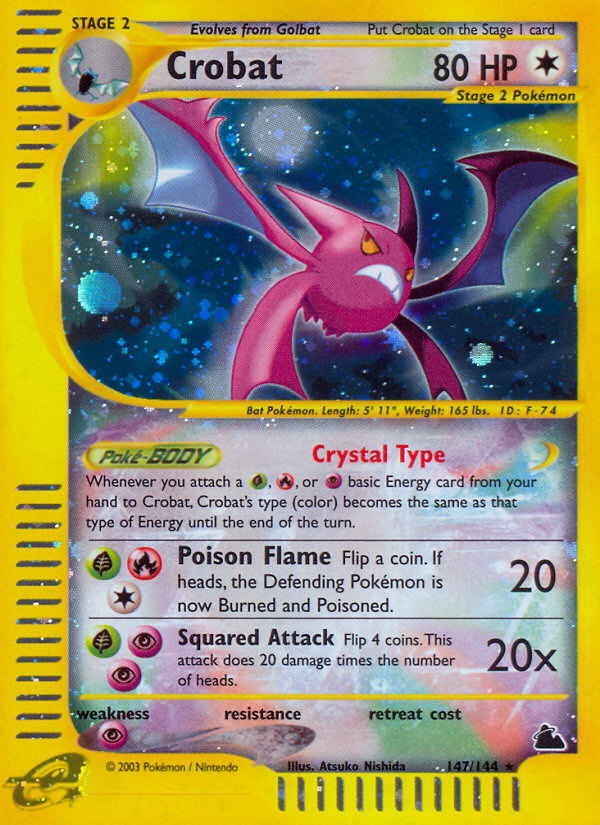 STAGE 2
Evolves from Golbat
Put Crobat on the Stage 1 card
Crobat
80 HP
Stage 2 Pokémon
Bat Pokémon. Length: 5' 11", Weight: 165 lbs. ID: F-74
Poké-BODY
Crystal Type
Whenever you attach a , , or basic Energy card from your
hand to Crobat, Crobat's type (color) becomes the same as that
type of Energy until the end of the turn.
Poison Flame Flip a coin. If
heads, the Defending Pokémon is
now Burned and Poisoned.
20
Squared Attack Flip 4 coins. This
attack does 20 damage times the number
of heads.
20x
weakness
resistance
retreat cost
© 2003 Pokémon / Nintendo
Illus. Atsuko Nishida
147/144
e